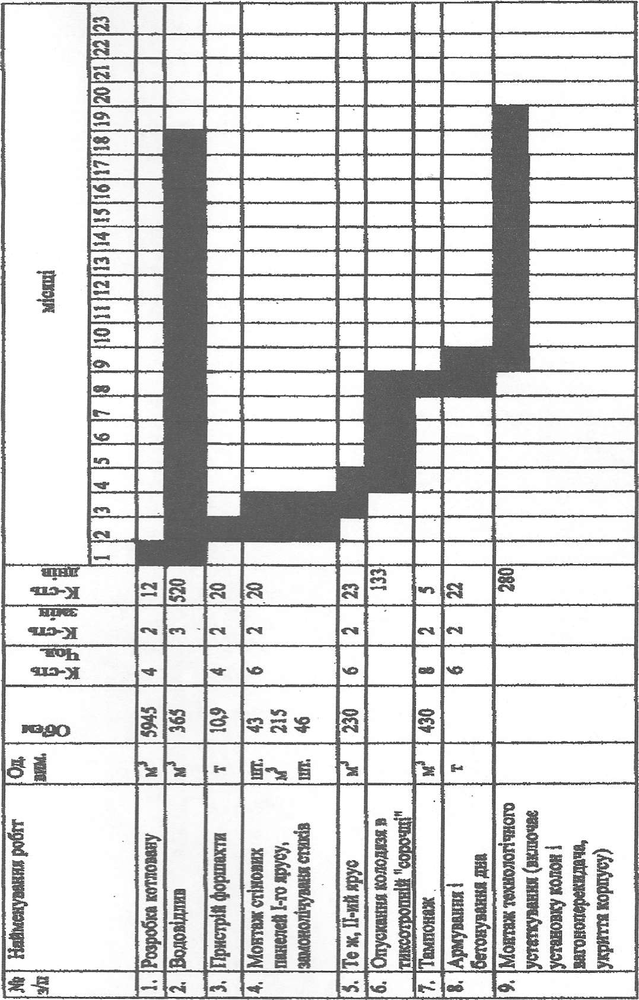 № з/п
Найменування робіт
Од. вим.
Об'єм
К-сть Чол.
К-сть змін
К-сть днів
місяці
1 2 3 4 5 6 7 8 9 10 11 12 13 14 15 16 17 18 19 20 21 22 23
1. Розробка котловану м³ 5945 4 2 12
2. Водовідлив м³ 365 3 520
3. Пристрій форшахти т 10,9 4 2 20
4. Монтаж стінових шт. 43 6 2 20
панелей І-го ярусу, м³ 215
замонолічуваня стиків шт. 46
5. Те ж, ІІ-ий ярус м³ 230 6 2 23
6. Опускання колодязя в 133
тиксотропній "сорочці"
7. Тампонаж м³ 430 8 2 5
8. Армування і т 6 2 22
бетонування дна
9. Монтаж технологічного 280
устаткування (включає
установку колон і
вагоноперекидача,
укриття корпусу)